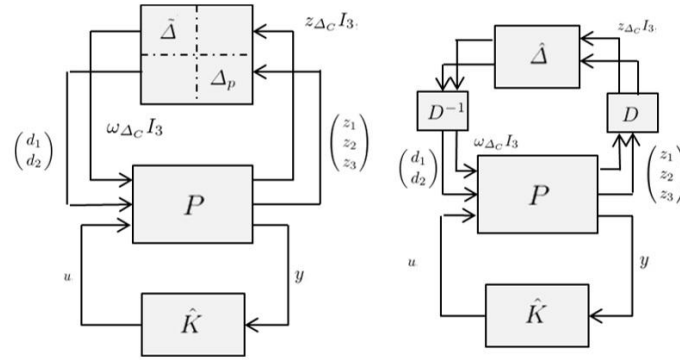 Δ̃
Δ_p
z_{Δ_C} I_3
ω_{Δ_C} I_3
(d_1
d_2)
(z_1
z_2
z_3)
P
u
y
K̂
z_{Δ_C} I_3
Δ̂
D^{-1}
D
ω_{Δ_C} I_3
(d_1
d_2)
(z_1
z_2
z_3)
P
u
y
K̂